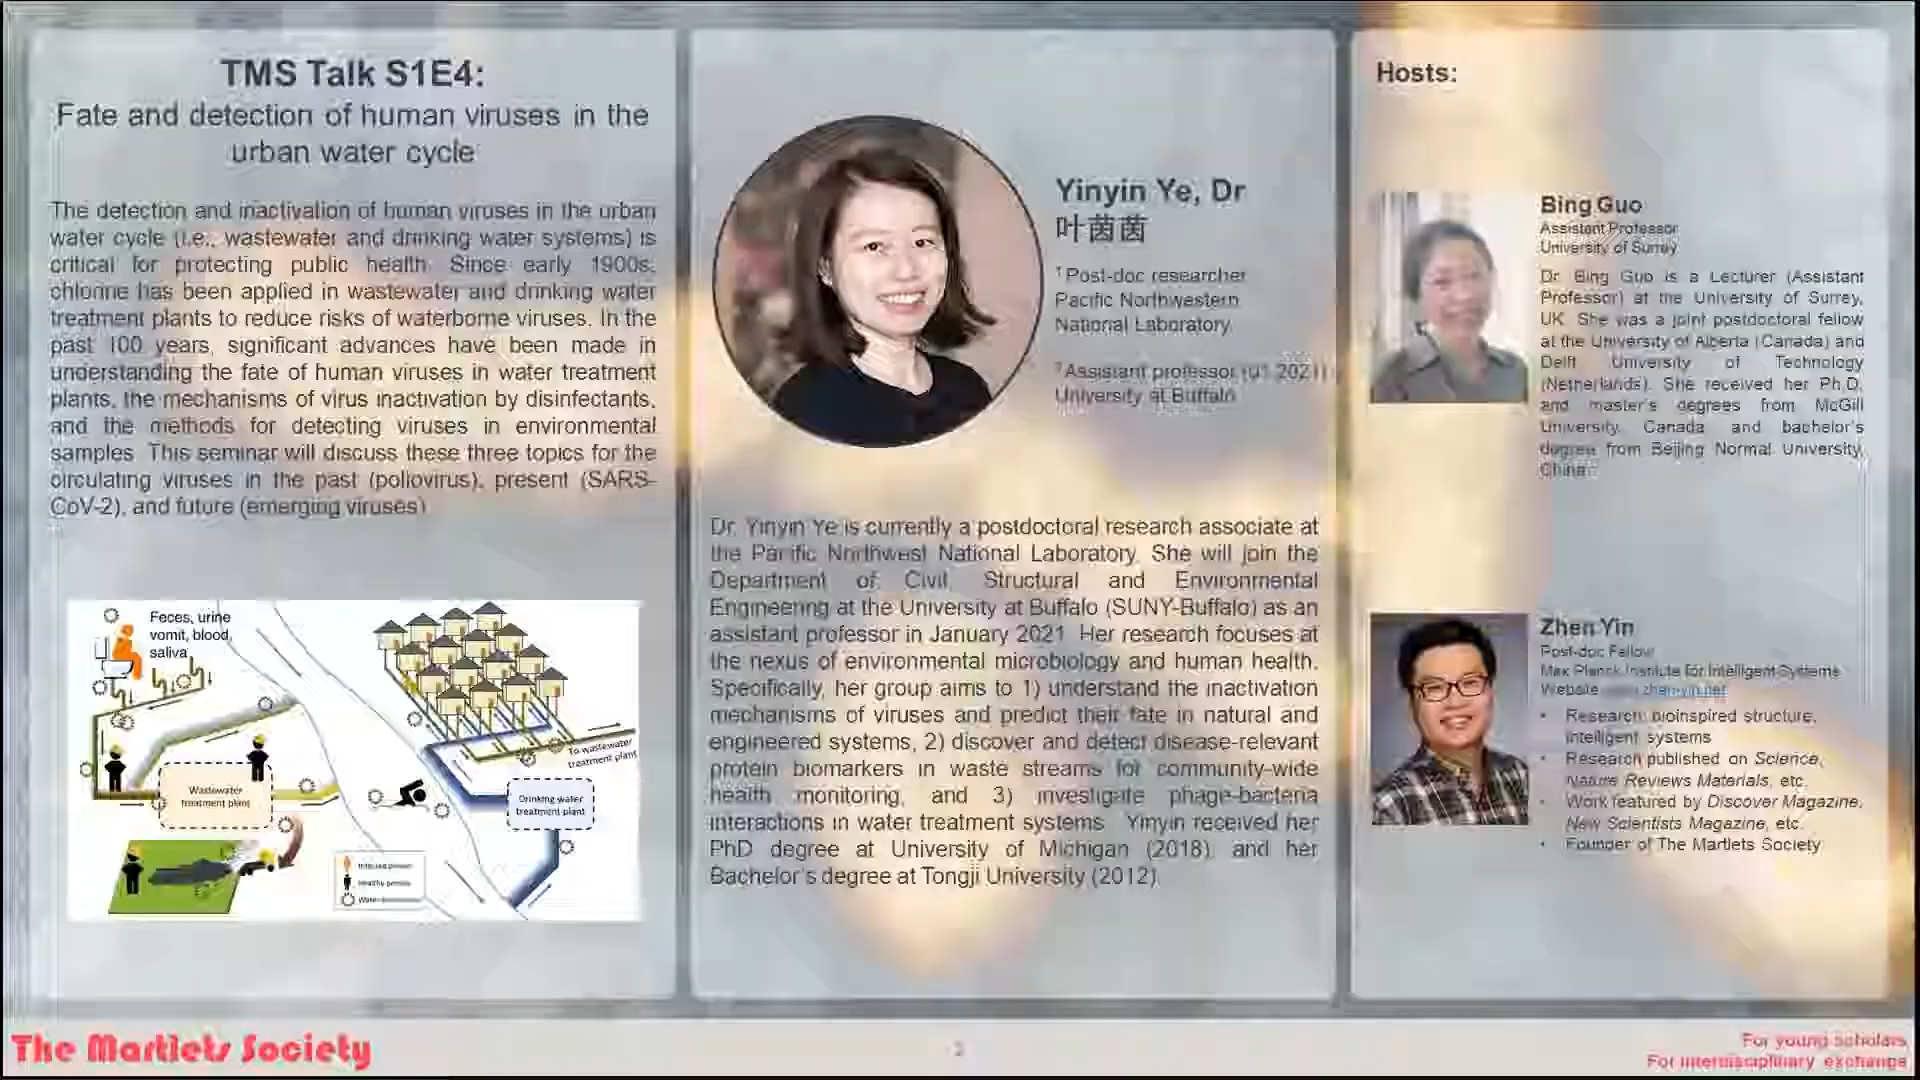 TMS Talk S1E4:
Fate and detection of human viruses in the
urban water cycle
The detection and inactivation of human viruses in the urban
water cycle (i.e., wastewater and drinking water systems) is
critical for protecting public health. Since early 1900s,
chlorine has been applied in wastewater and drinking water
treatment plants to reduce risks of waterborne viruses. In the
past 100 years, significant advances have been made in
understanding the fate of human viruses in water treatment
plants, the mechanisms of virus inactivation by disinfectants,
and the methods for detecting viruses in environmental
samples. This seminar will discuss these three topics for the
circulating viruses in the past (poliovirus), present (SARS-
CoV-2), and future (emerging viruses)
Feces, urine
vomit, blood,
saliva
To wastewater
treatment plant
Wastewater
treatment plant
Drinking water
treatment plant
Infected person
Healthy person
Water
Yinyin Ye, Dr
叶茵茵
1 Post-doc researcher
Pacific Northwestern
National Laboratory
2 Assistant professor (01.2021)
University at Buffalo
Dr. Yinyin Ye is currently a postdoctoral research associate at
the Pacific Northwest National Laboratory. She will join the
Department of Civil, Structural and Environmental
Engineering at the University at Buffalo (SUNY-Buffalo) as an
assistant professor in January 2021. Her research focuses at
the nexus of environmental microbiology and human health.
Specifically, her group aims to 1) understand the inactivation
mechanisms of viruses and predict their fate in natural and
engineered systems, 2) discover and detect disease-relevant
protein biomarkers in waste streams for community-wide
health monitoring, and 3) investigate phage-bacteria
interactions in water treatment systems. Yinyin received her
PhD degree at University of Michigan (2018), and her
Bachelor's degree at Tongji University (2012).
Hosts:
Bing Guo
Assistant Professor
University of Surrey
Dr. Bing Guo is a Lecturer (Assistant
Professor) at the University of Surrey,
UK. She was a joint postdoctoral fellow
at the University of Alberta (Canada) and
Delft University of Technology
(Netherlands). She received her Ph.D.
and master's degrees from McGill
University, Canada and bachelor's
degree from Beijing Normal University,
China.
Zhen Yin
Post-doc Fellow
Max Planck Institute for Intelligent Systems
Website www.zhen-yin.net
• Research: bioinspired structure,
intelligent systems
• Research published on Science,
Nature Reviews Materials, etc.
• Work featured by Discover Magazine,
New Scientists Magazine, etc.
• Founder of The Martlets Society
The Martlets Society
2
For young scholars
For interdisciplinary exchange